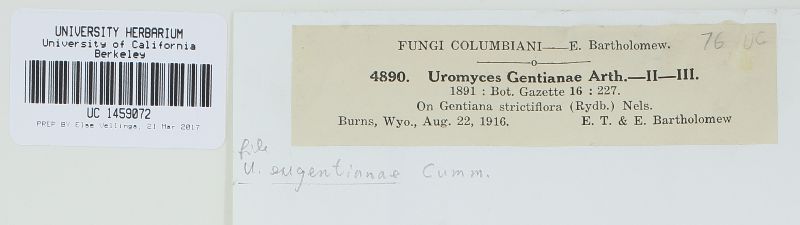 UNIVERSITY HERBARIUM
University of California
Berkeley
UC 1459072
PREP BY Else Vellinga, 21 Mar 2017
FUNGI COLUMBIANI—E. Bartholomew.
76 UC
4890. Uromyces Gentianae Arth.—II—III.
1891 : Bot. Gazette 16 : 227.
On Gentiana strictiflora (Rydb.) Nels.
Burns, Wyo., Aug. 22, 1916. E. T. & E. Bartholomew
file
U. eugentianae Cumm.